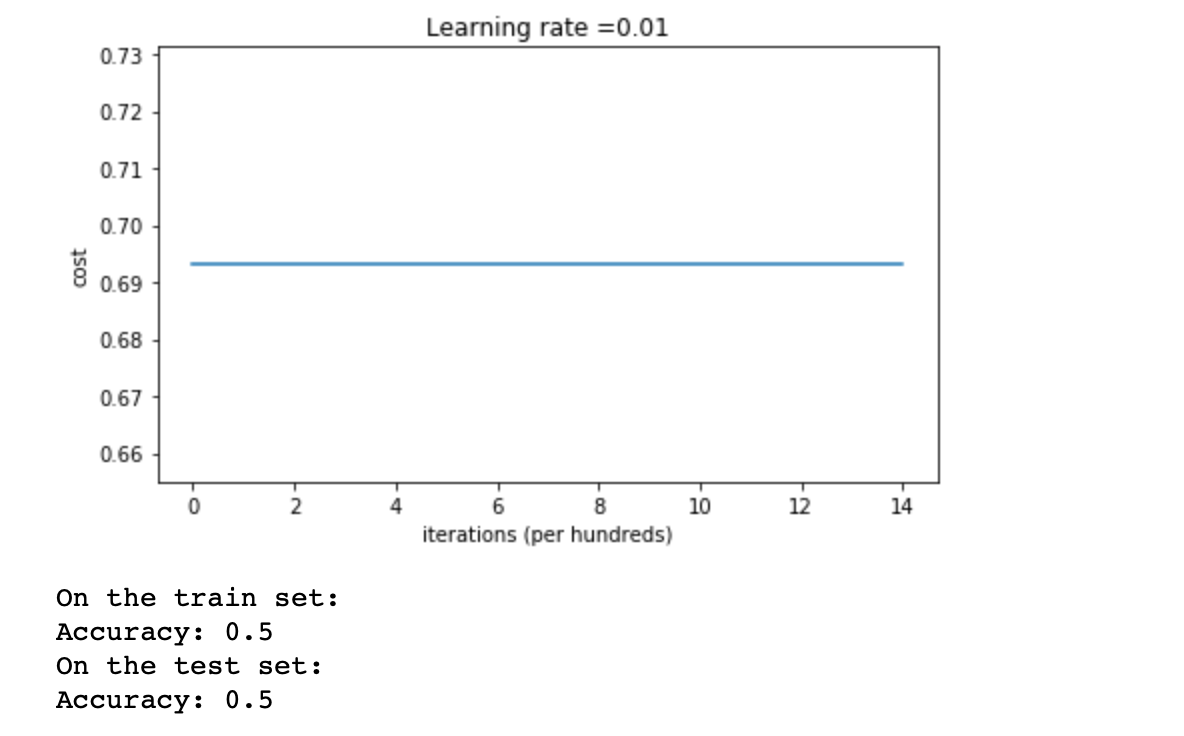 Learning rate =0.01
0.73
0.72
0.71
0.70
0.69
0.68
0.67
0.66
cost
0 2 4 6 8 10 12 14
iterations (per hundreds)
On the train set:
Accuracy: 0.5
On the test set:
Accuracy: 0.5